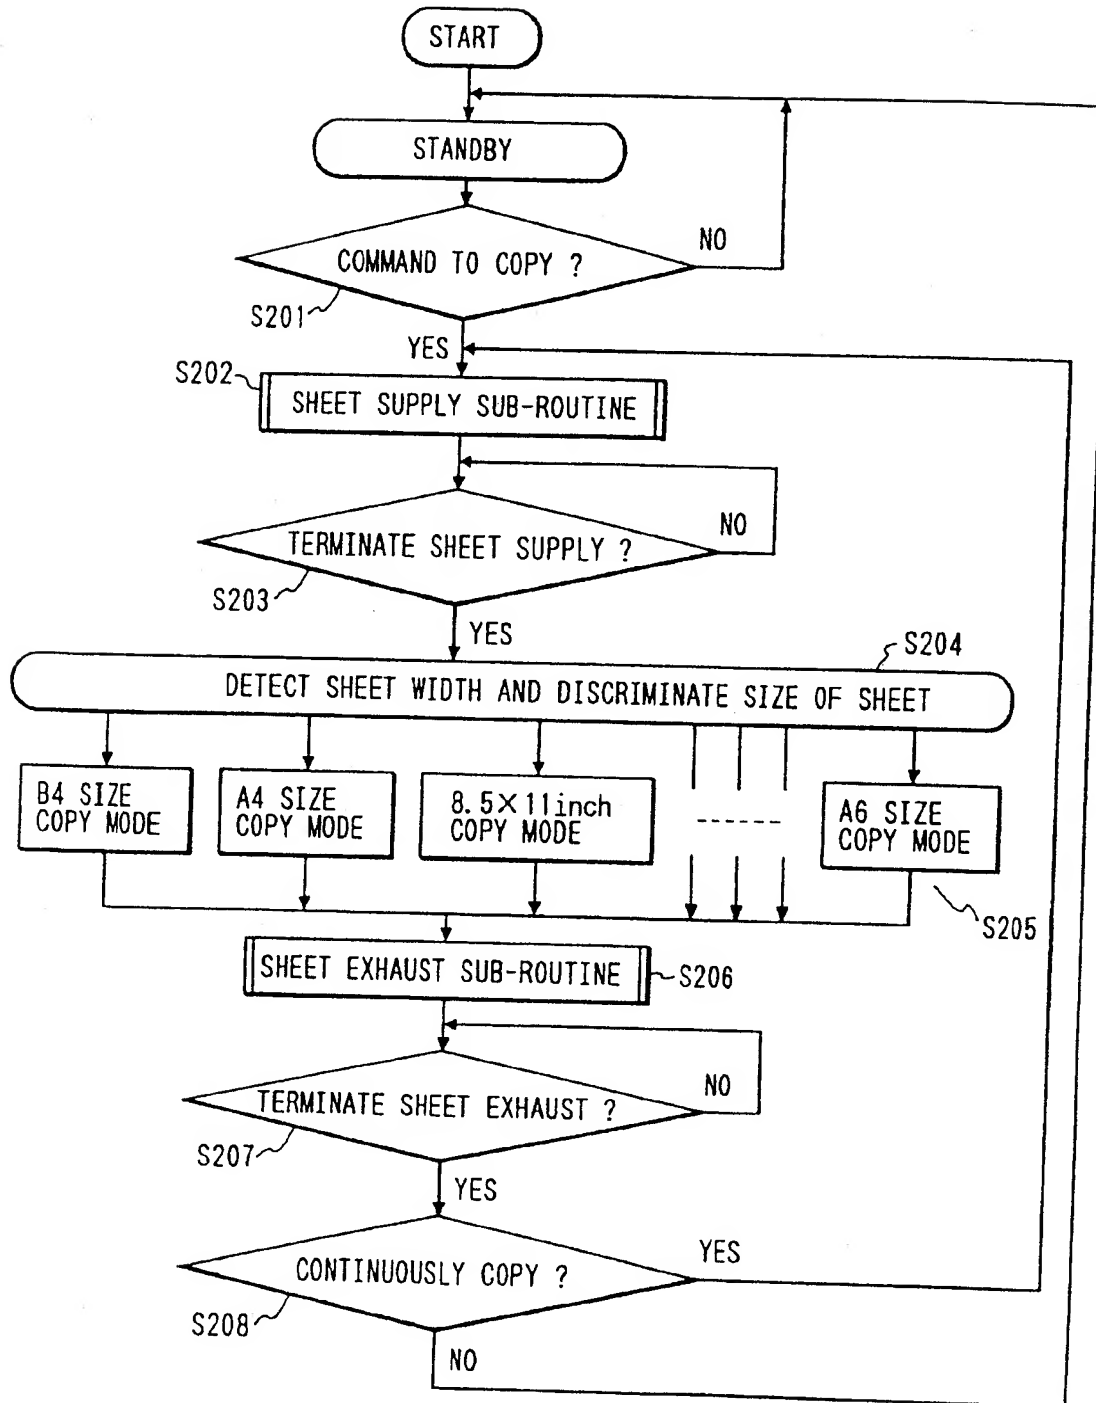 START
STANDBY
COMMAND TO COPY ?
NO
S201
YES
S202
SHEET SUPPLY SUB-ROUTINE
TERMINATE SHEET SUPPLY ?
NO
S203
YES
S204
DETECT SHEET WIDTH AND DISCRIMINATE SIZE OF SHEET
B4 SIZE
COPY MODE
A4 SIZE
COPY MODE
8.5×11inch
COPY MODE
A6 SIZE
COPY MODE
S205
SHEET EXHAUST SUB-ROUTINE
S206
TERMINATE SHEET EXHAUST ?
NO
S207
YES
CONTINUOUSLY COPY ?
YES
S208
NO